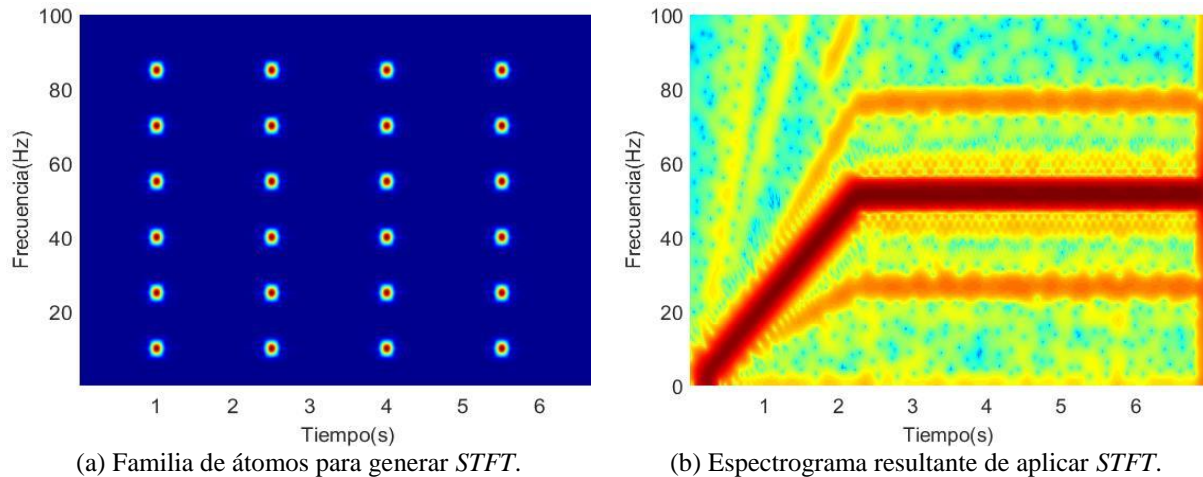 100
80
60
40
20
Frecuencia(Hz)
1 2 3 4 5 6
Tiempo(s)
(a) Familia de átomos para generar STFT.
100
80
60
40
20
0
Frecuencia(Hz)
1 2 3 4 5 6
Tiempo(s)
(b) Espectrograma resultante de aplicar STFT.